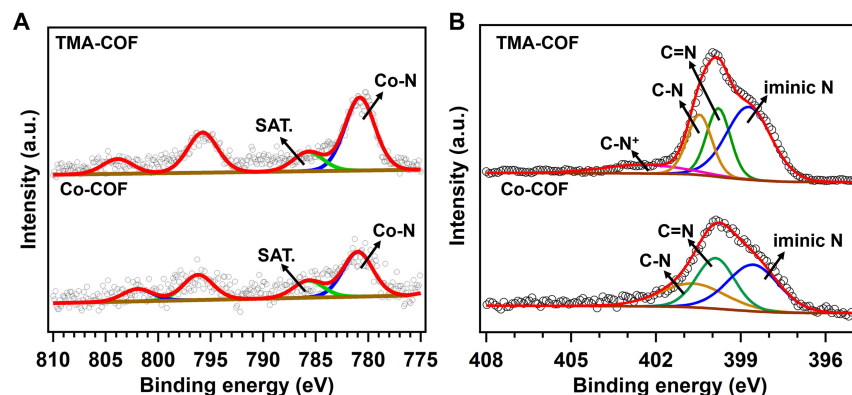 A
TMA-COF
Co-N
SAT.
Co-COF
Co-N
SAT.
Intensity (a.u.)
810 805 800 795 790 785 780 775
Binding energy (eV)
B
TMA-COF
C=N
C-N
iminic N
C-N⁺
Co-COF
C=N
C-N
iminic N
Intensity (a.u.)
408 405 402 399 396
Binding energy (eV)